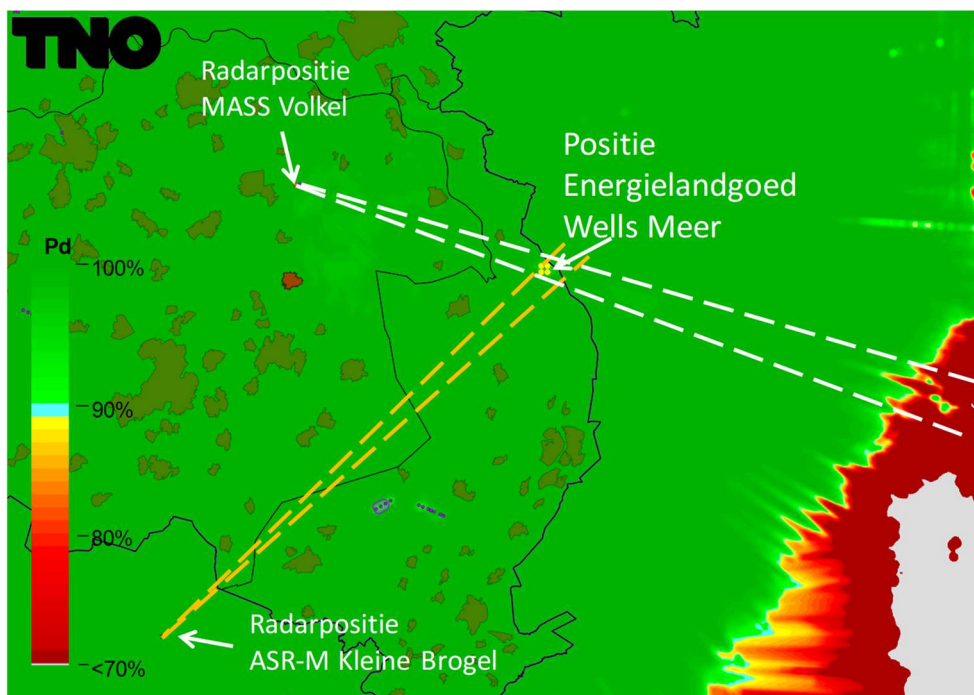 TNO
Radarpositie
MASS Volkel
Positie
Energielandgoed
Wells Meer
Pd
100%
90%
80%
<70%
Radarpositie
ASR-M Kleine Brogel